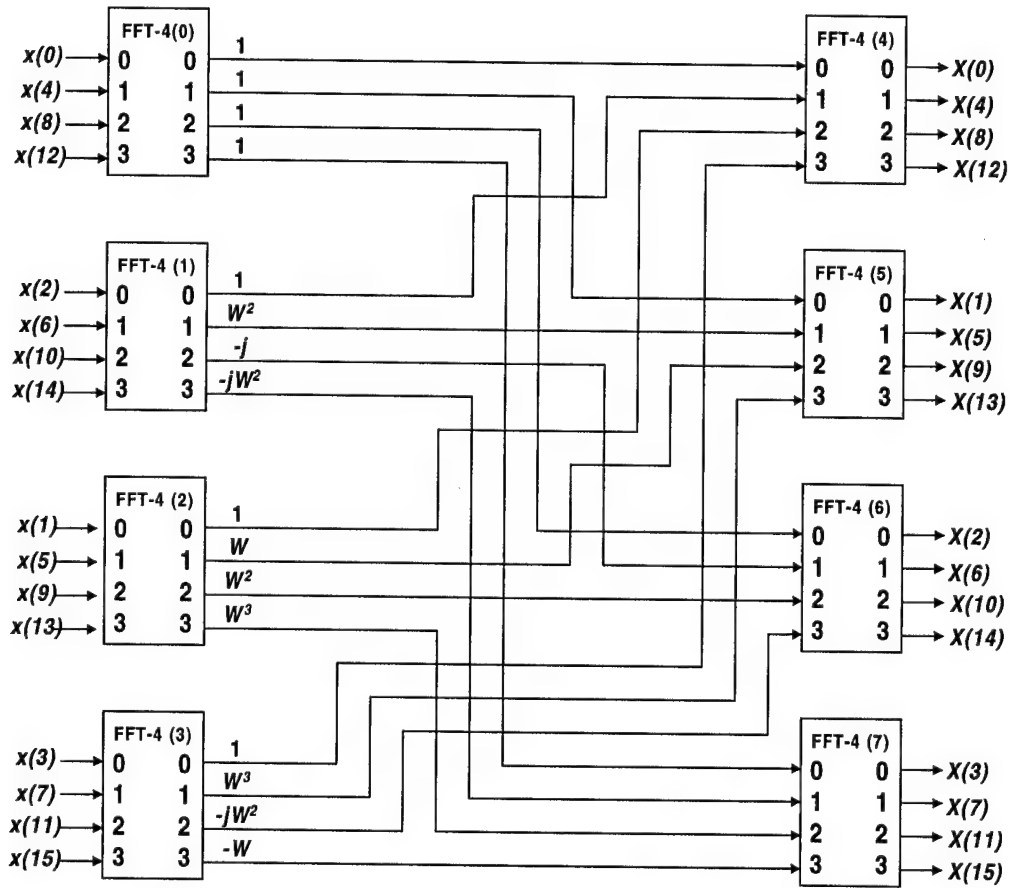 FFT-4(0)
x(0) 0 0 1
x(4) 1 1 1
x(8) 2 2 1
x(12) 3 3 1
FFT-4 (4)
0 0 X(0)
1 1 X(4)
2 2 X(8)
3 3 X(12)
FFT-4 (1)
x(2) 0 0 1
x(6) 1 1 W²
x(10) 2 2 -j
x(14) 3 3 -jW²
FFT-4 (5)
0 0 X(1)
1 1 X(5)
2 2 X(9)
3 3 X(13)
FFT-4 (2)
x(1) 0 0 1
x(5) 1 1 W
x(9) 2 2 W²
x(13) 3 3 W³
FFT-4 (6)
0 0 X(2)
1 1 X(6)
2 2 X(10)
3 3 X(14)
FFT-4 (3)
x(3) 0 0 1
x(7) 1 1 W³
x(11) 2 2 -jW²
x(15) 3 3 -W
FFT-4 (7)
0 0 X(3)
1 1 X(7)
2 2 X(11)
3 3 X(15)